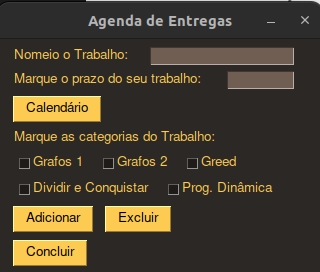 Agenda de Entregas
Nomeio o Trabalho:
Marque o prazo do seu trabalho:
Calendário
Marque as categorias do Trabalho:
Grafos 1 Grafos 2 Greed
Dividir e Conquistar Prog. Dinâmica
Adicionar Excluir
Concluir